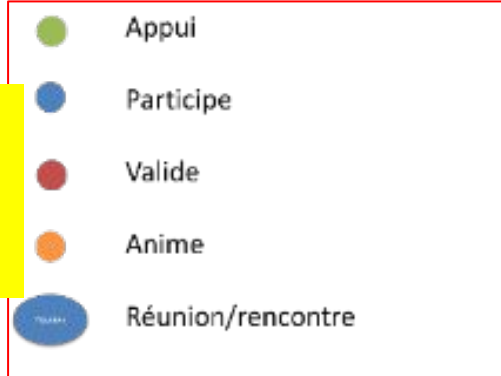 Appui
Participe
Valide
Anime
Réunion/rencontre